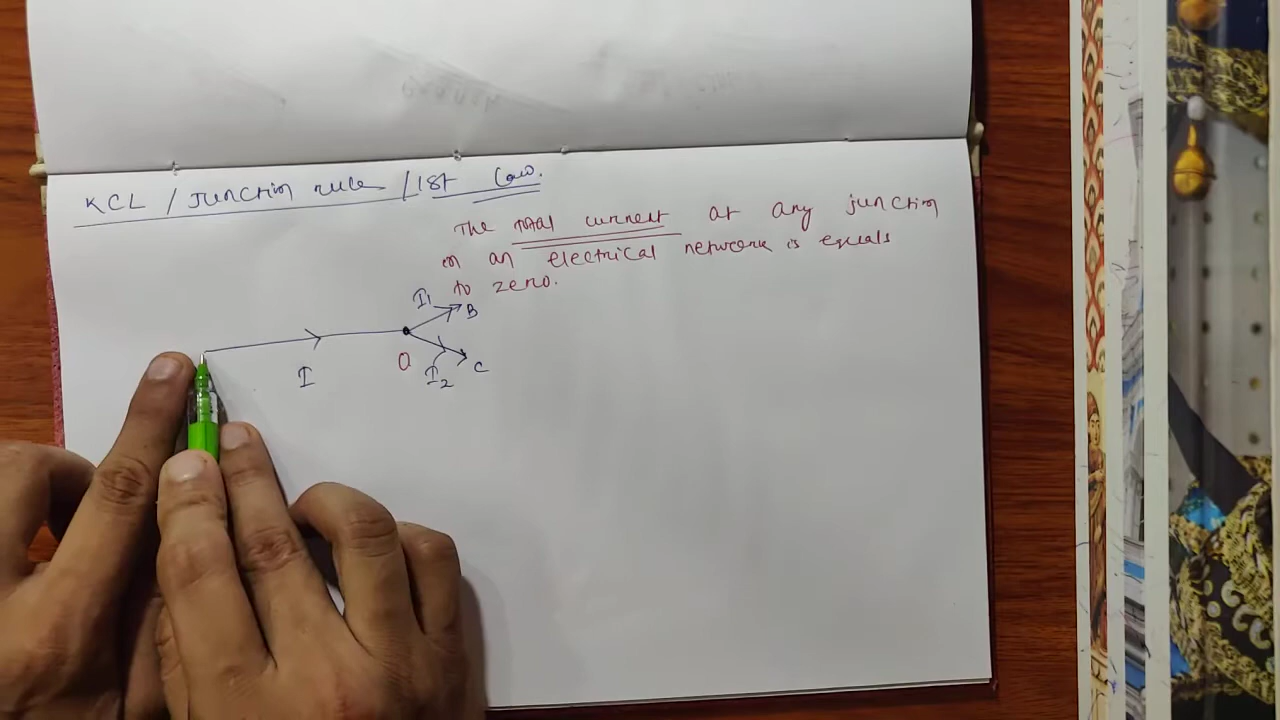 KCL / Junction rule / 1st Law.
The total current at any junction
in an electrical network is equals
to zero.
I1
B
O
I
I2
C